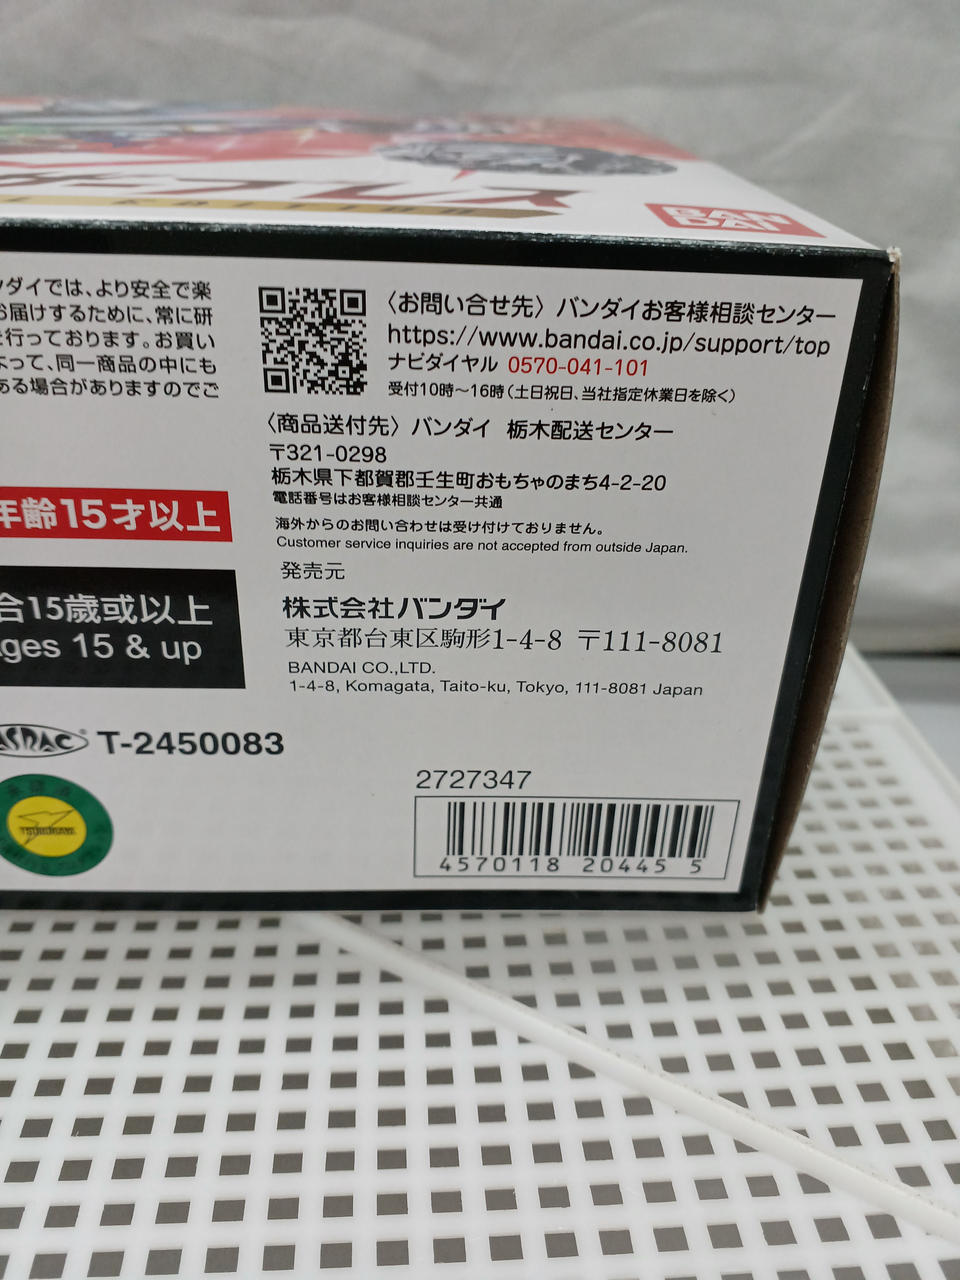 BAN
DAI
ンダイでは、より安全で楽
お届けするために、常に研
を行っております。お買い
よって、同一商品の中にも
ある場合がありますのでご
〈お問い合せ先〉バンダイお客様相談センター
https://www.bandai.co.jp/support/top
ナビダイヤル 0570-041-101
受付10時～16時(土日祝日、当社指定休業日を除く)
〈商品送付先〉バンダイ 栃木配送センター
〒321-0298
栃木県下都賀郡壬生町おもちゃのまち4-2-20
電話番号はお客様相談センター共通
海外からのお問い合わせは受け付けておりません。
Customer service inquiries are not accepted from outside Japan.
年齢15才以上
合15歳或以上
ges 15 & up
発売元
株式会社バンダイ
東京都台東区駒形1-4-8 〒111-8081
BANDAI CO.,LTD.
1-4-8, Komagata, Taito-ku, Tokyo, 111-8081 Japan
ASRAC® T-2450083
TSUBURAYA
2727347
4570118 204455